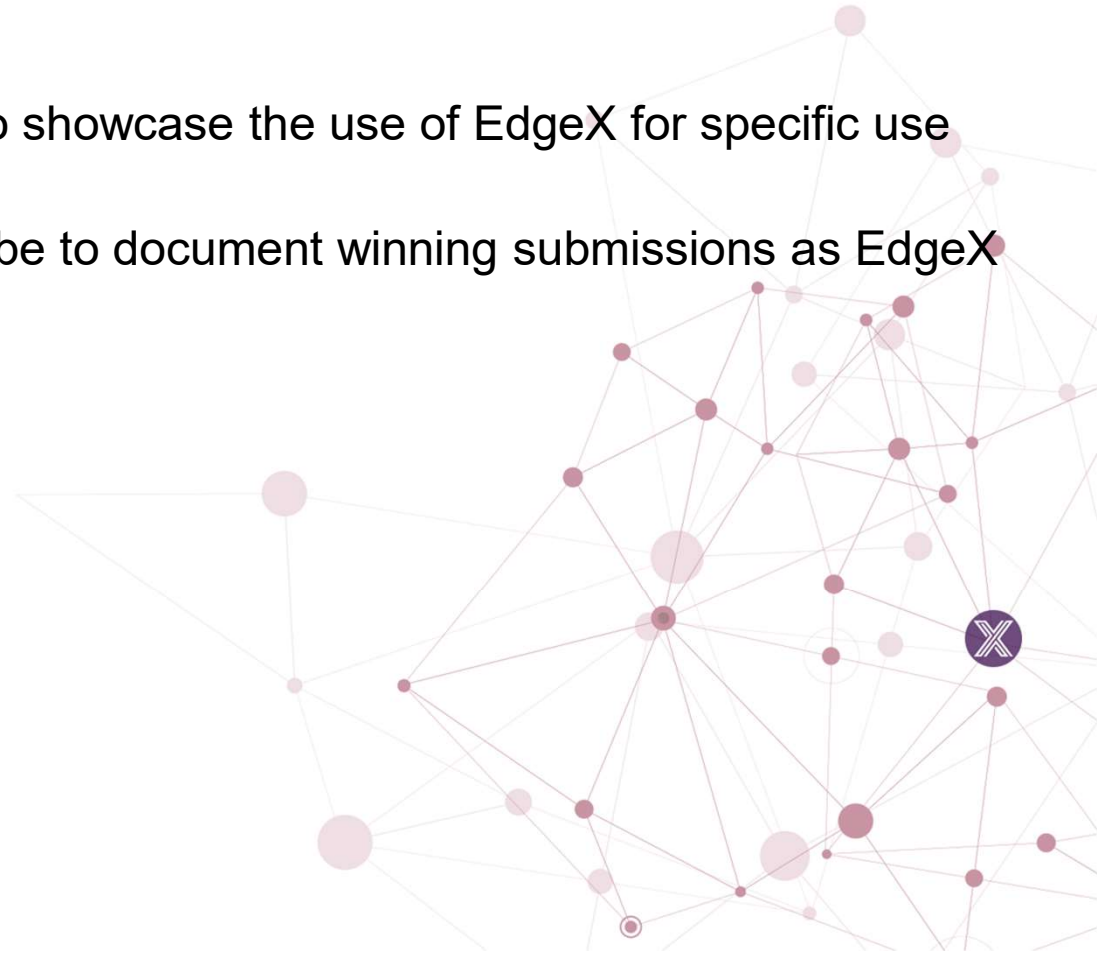 showcase the use of EdgeX for specific use
be to document winning submissions as EdgeX